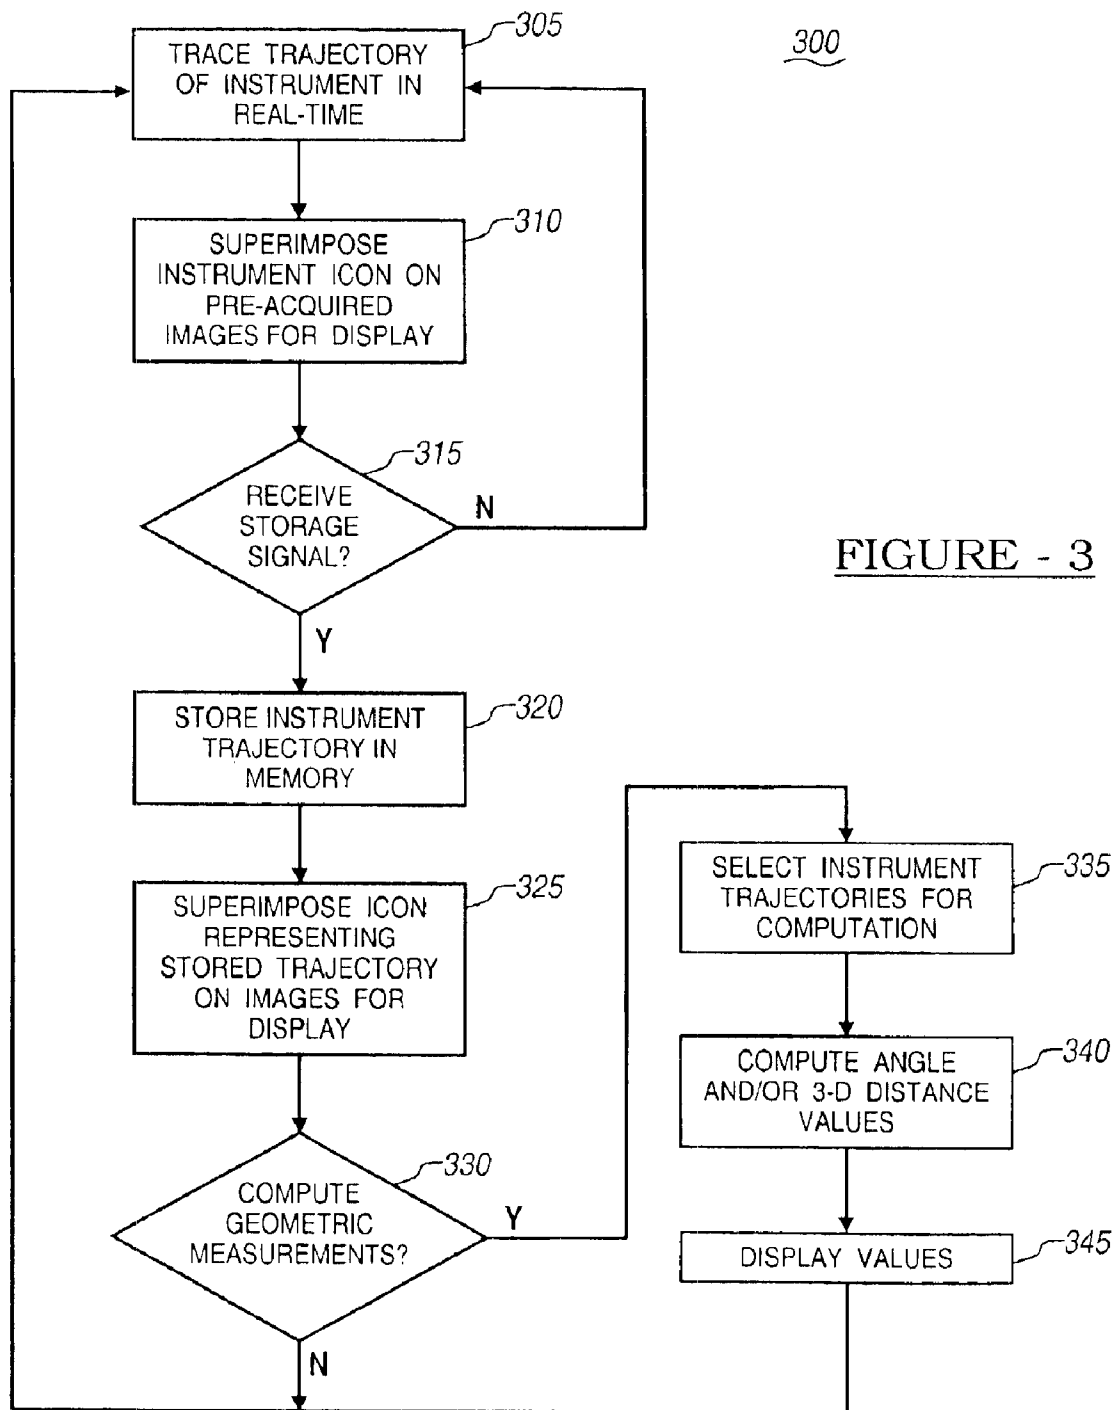 300
305
TRACE TRAJECTORY
OF INSTRUMENT IN
REAL-TIME
310
SUPERIMPOSE
INSTRUMENT ICON ON
PRE-ACQUIRED
IMAGES FOR DISPLAY
315
RECEIVE
STORAGE
SIGNAL?
N
Y
FIGURE - 3
320
STORE INSTRUMENT
TRAJECTORY IN
MEMORY
325
SUPERIMPOSE ICON
REPRESENTING
STORED TRAJECTORY
ON IMAGES FOR
DISPLAY
330
COMPUTE
GEOMETRIC
MEASUREMENTS?
Y
N
335
SELECT INSTRUMENT
TRAJECTORIES FOR
COMPUTATION
340
COMPUTE ANGLE
AND/OR 3-D DISTANCE
VALUES
345
DISPLAY VALUES